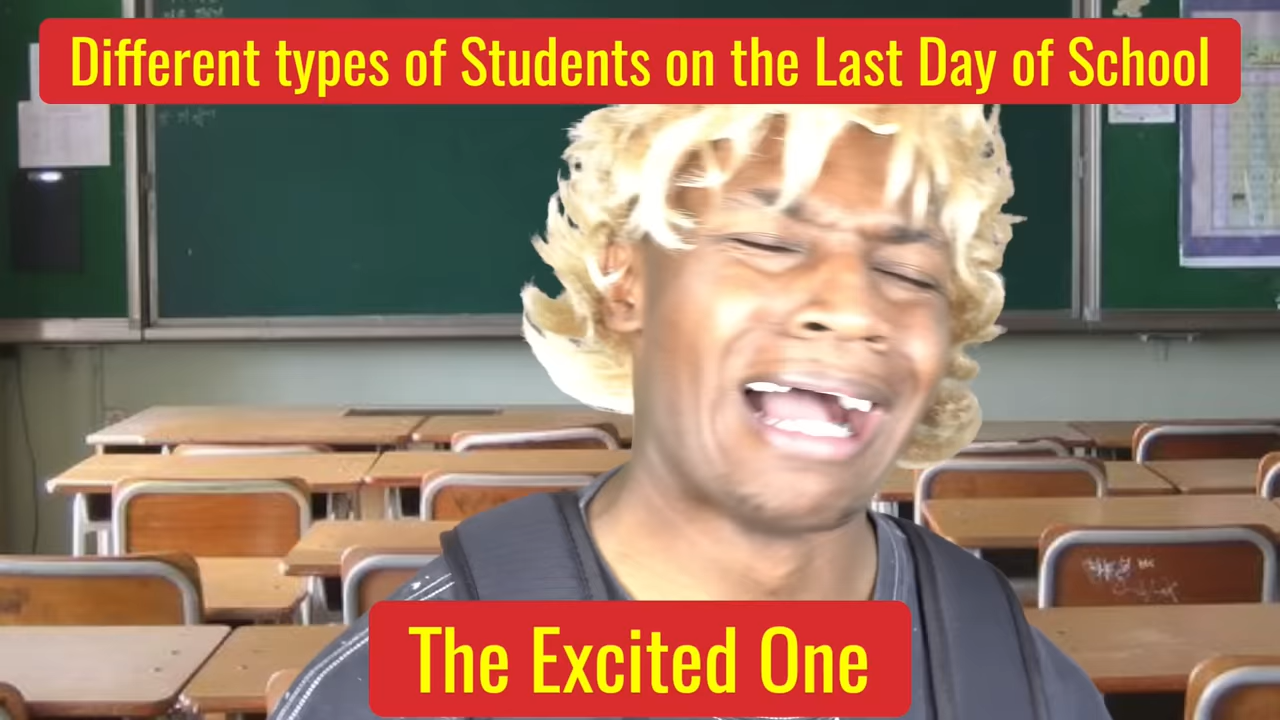 Different types of Students on the Last Day of School
The Excited One